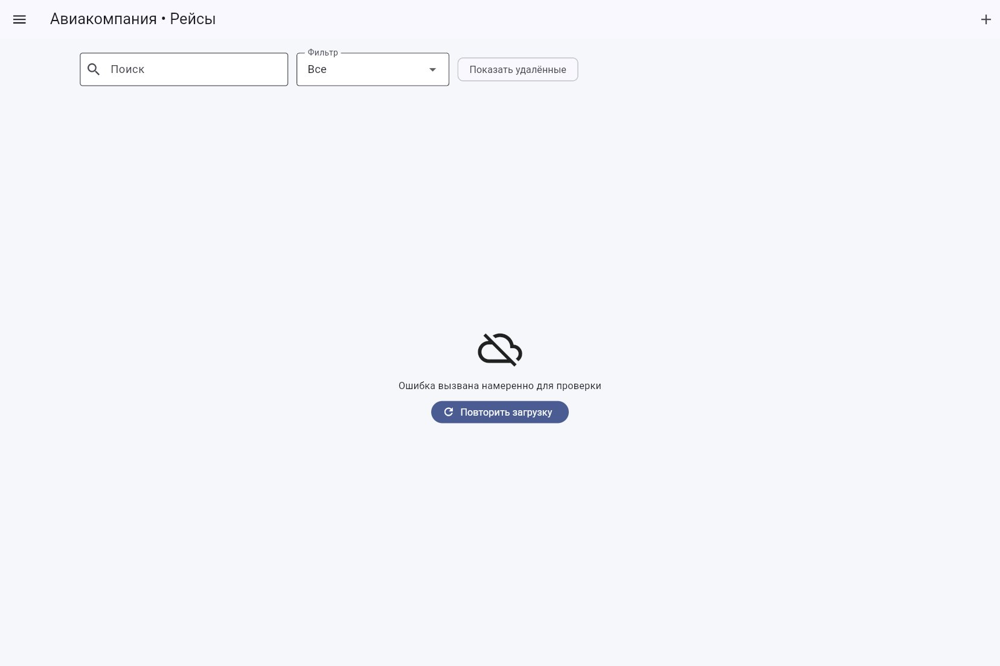 Авиакомпания • Рейсы
Фильтр
Поиск
Все
Показать удалённые
Ошибка вызвана намеренно для проверки
Повторить загрузку